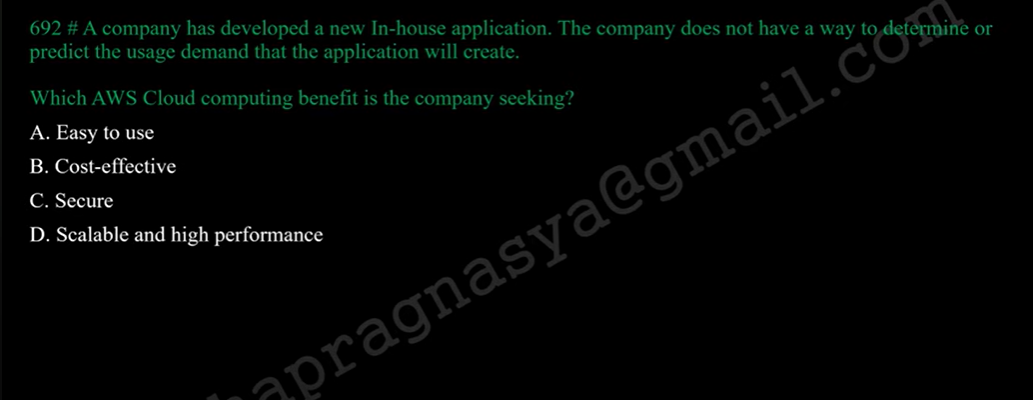 692 # A company has developed a new In-house application. The company does not have a way to determine or
predict the usage demand that the application will create.
Which AWS Cloud computing benefit is the company seeking?
A. Easy to use
B. Cost-effective
C. Secure
D. Scalable and high performance
apragnasya@gmail.com